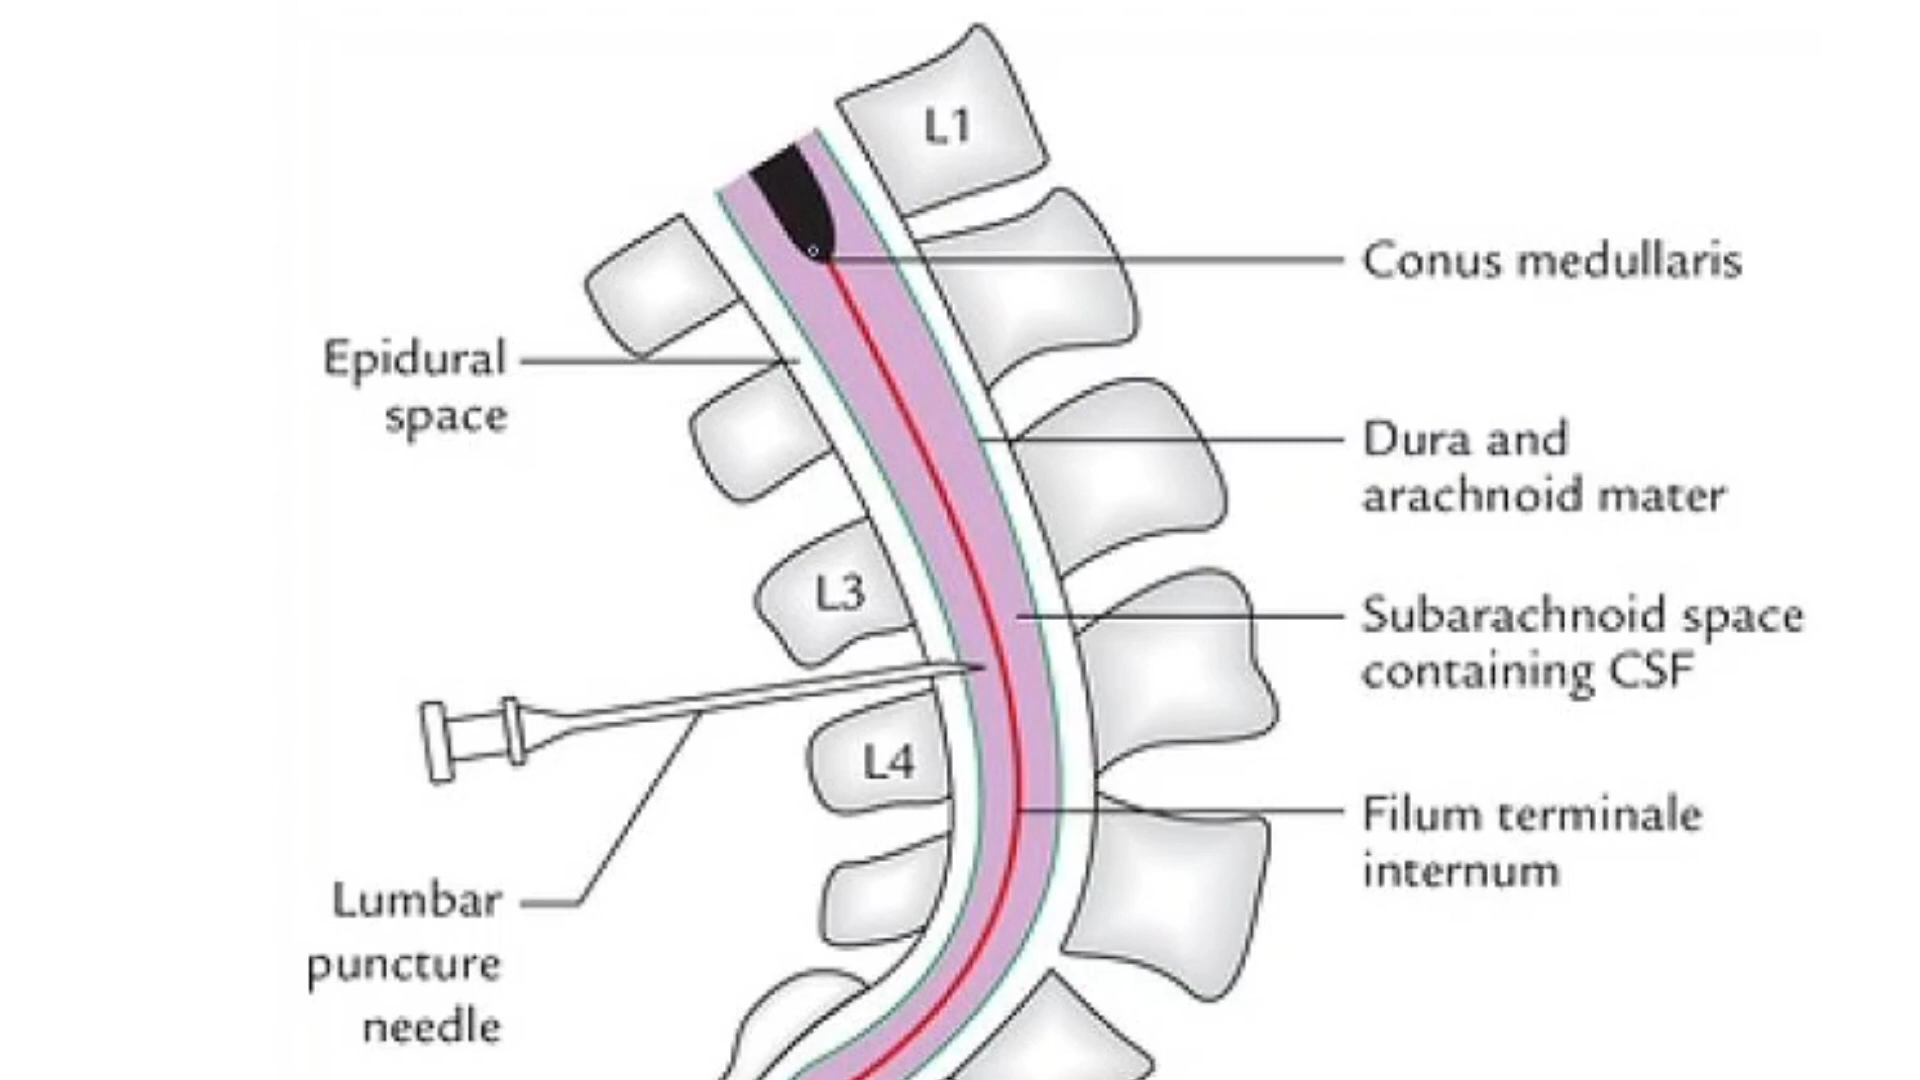 L1
Conus medullaris
Epidural
space
Dura and
arachnoid mater
L3
Subarachnoid space
containing CSF
L4
Filum terminale
internum
Lumbar
puncture
needle